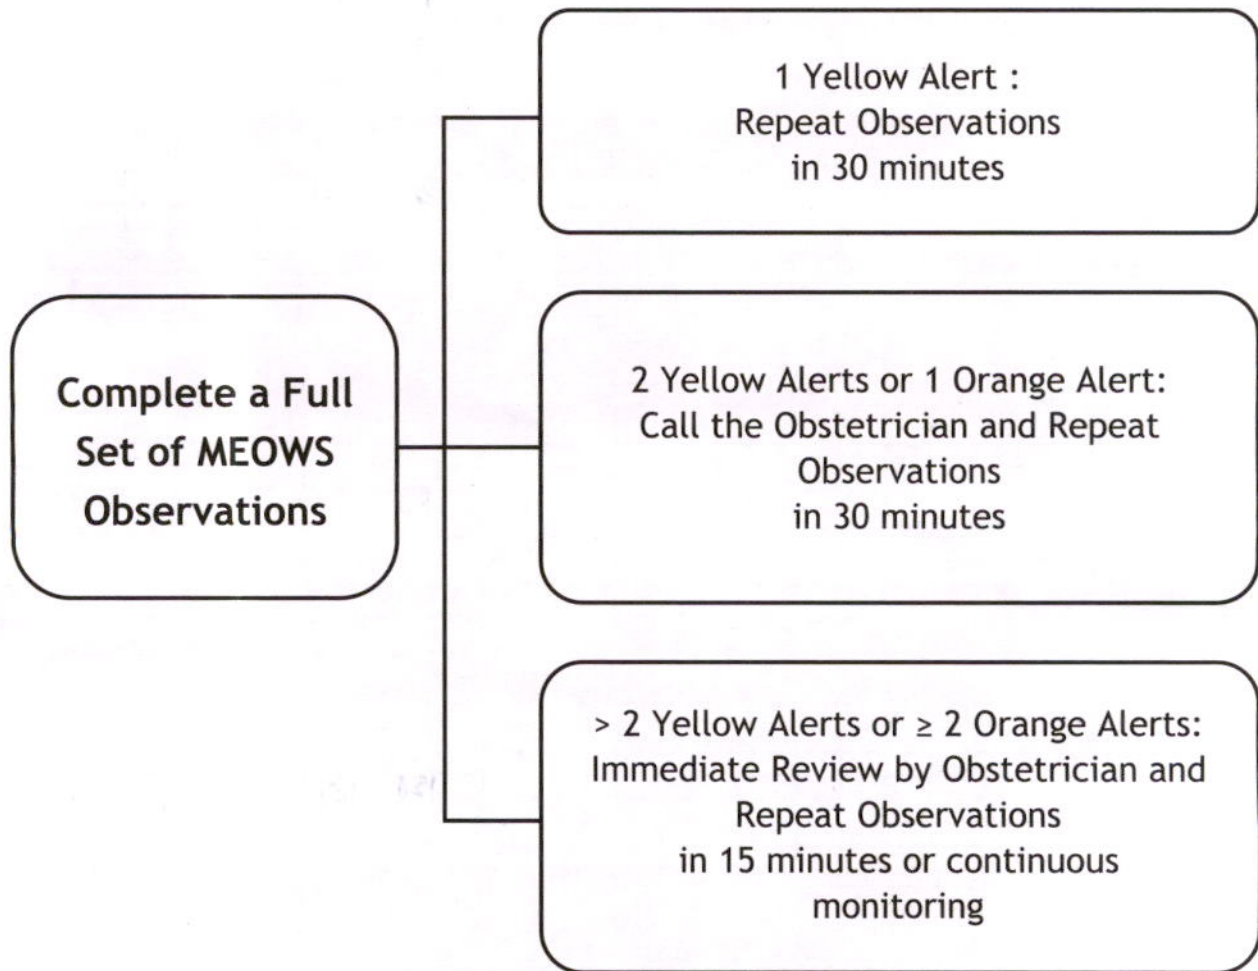 Complete a Full
Set of MEOWS
Observations
1 Yellow Alert :
Repeat Observations
in 30 minutes
2 Yellow Alerts or 1 Orange Alert:
Call the Obstetrician and Repeat
Observations
in 30 minutes
> 2 Yellow Alerts or ≥ 2 Orange Alerts:
Immediate Review by Obstetrician and
Repeat Observations
in 15 minutes or continuous
monitoring